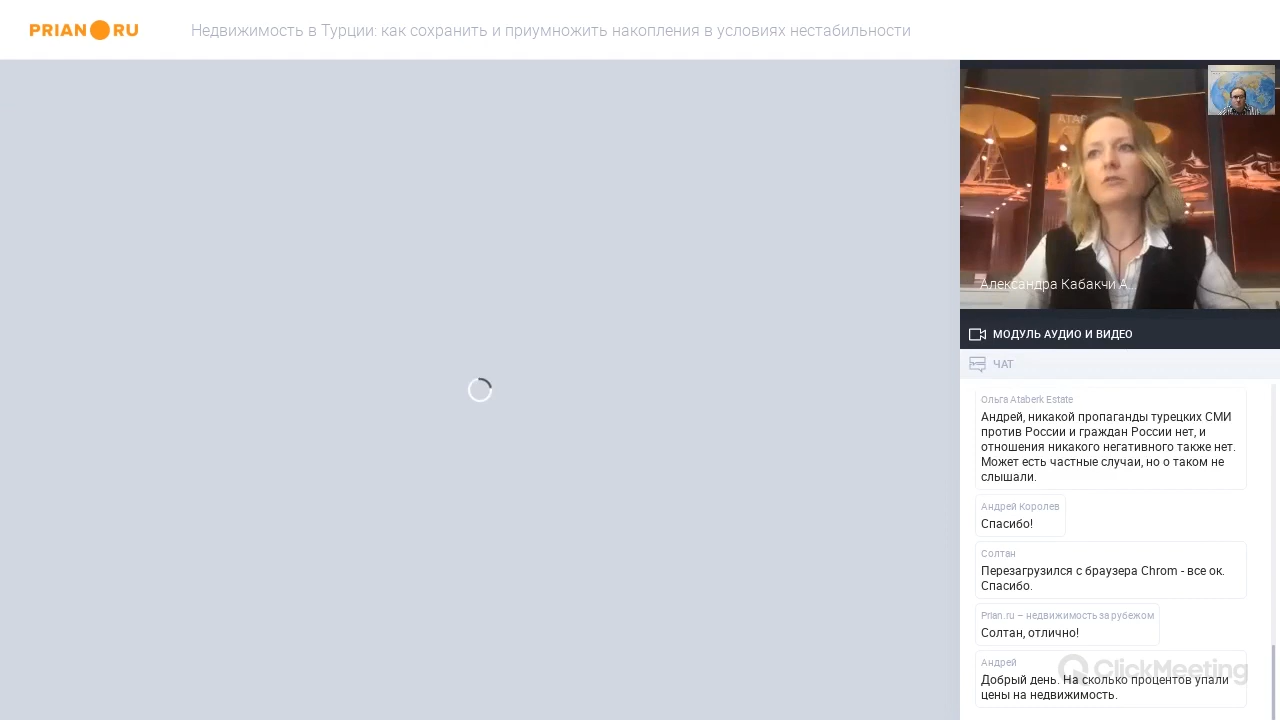 PRIAN RU
Недвижимость в Турции: как сохранить и приумножить накопления в условиях нестабильности
Александра Кабакчи А...
МОДУЛЬ АУДИО И ВИДЕО
ЧАТ
Ольга Ataberk Estate
Андрей, никакой пропаганды турецких СМИ
против России и граждан России нет, и
отношения никакого негативного также нет.
Может есть частные случаи, но о таком не
слышали.
Андрей Королев
Спасибо!
Солтан
Перезагрузился с браузера Chrom - все ок.
Спасибо.
Prian.ru – недвижимость за рубежом
Солтан, отлично!
Андрей
ClickMeeting
Добрый день. На сколько процентов упали
цены на недвижимость.